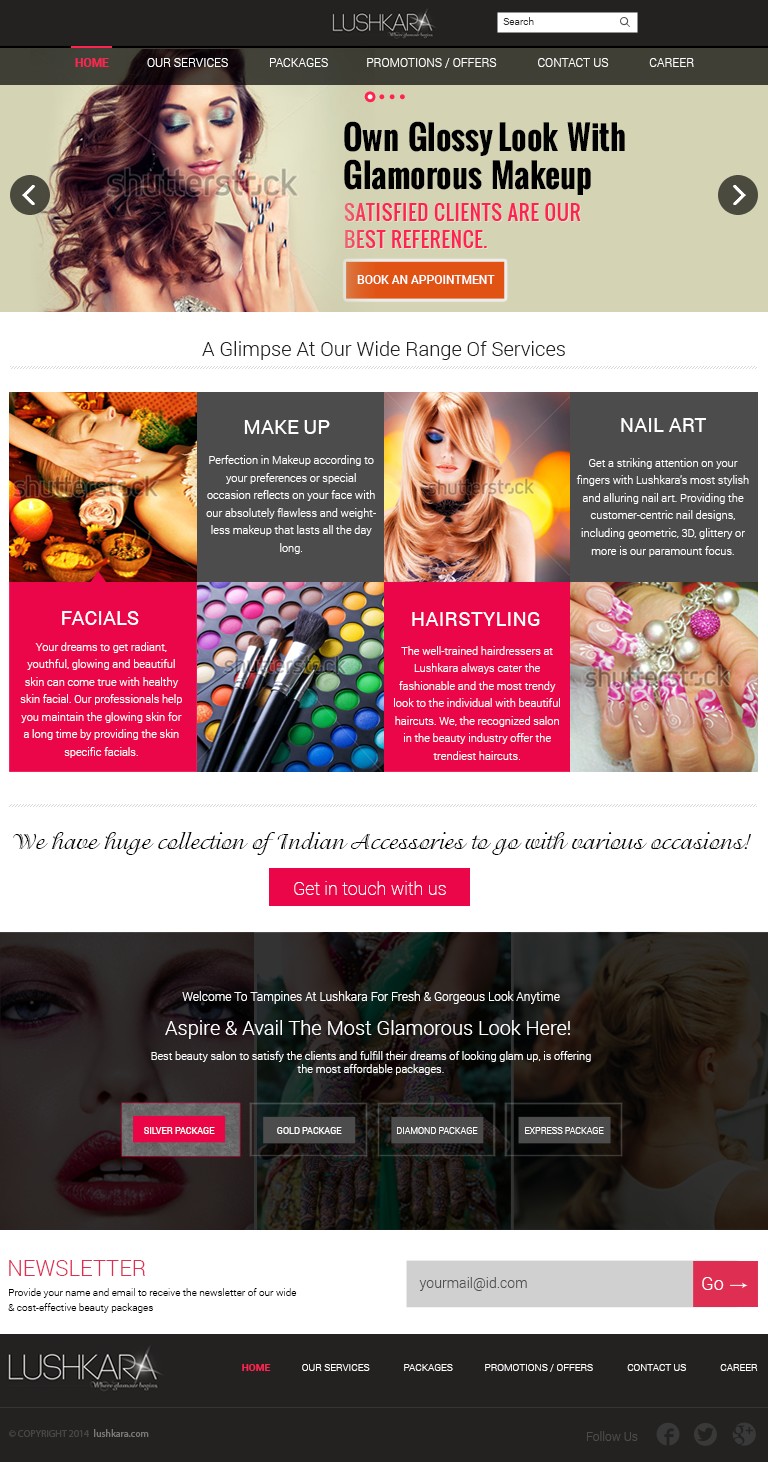 LUSHKARA
Where glamour begins
Search
HOME
OUR SERVICES
PACKAGES
PROMOTIONS / OFFERS
CONTACT US
CAREER
shutterstock
Own Glossy Look With
Glamorous Makeup
SATISFIED CLIENTS ARE OUR
BEST REFERENCE.
BOOK AN APPOINTMENT
A Glimpse At Our Wide Range Of Services
shutterstock
MAKE UP
Perfection in Makeup according to
your preferences or special
occasion reflects on your face with
our absolutely flawless and weight-
less makeup that lasts all the day
long.
shutterstock
NAIL ART
Get a striking attention on your
fingers with Lushkara's most stylish
and alluring nail art. Providing the
customer-centric nail designs,
including geometric, 3D, glittery or
more is our paramount focus.
FACIALS
Your dreams to get radiant,
youthful, glowing and beautiful
skin can come true with healthy
skin facial. Our professionals help
you maintain the glowing skin for
a long time by providing the skin
specific facials.
shutterstock
HAIRSTYLING
The well-trained hairdressers at
Lushkara always cater the
fashionable and the most trendy
look to the individual with beautiful
haircuts. We, the recognized salon
in the beauty industry offer the
trendiest haircuts.
shutterstock
We have huge collection of Indian Accessories to go with various occasions!
Get in touch with us
Welcome To Tampines At Lushkara For Fresh & Gorgeous Look Anytime
Aspire & Avail The Most Glamorous Look Here!
Best beauty salon to satisfy the clients and fulfill their dreams of looking glam up, is offering
the most affordable packages.
SILVER PACKAGE
GOLD PACKAGE
DIAMOND PACKAGE
EXPRESS PACKAGE
NEWSLETTER
Provide your name and email to receive the newsletter of our wide
& cost-effective beauty packages
yourmail@id.com
Go →
LUSHKARA
Where glamour begins
HOME
OUR SERVICES
PACKAGES
PROMOTIONS / OFFERS
CONTACT US
CAREER
© COPYRIGHT 2014 lushkara.com
Follow Us